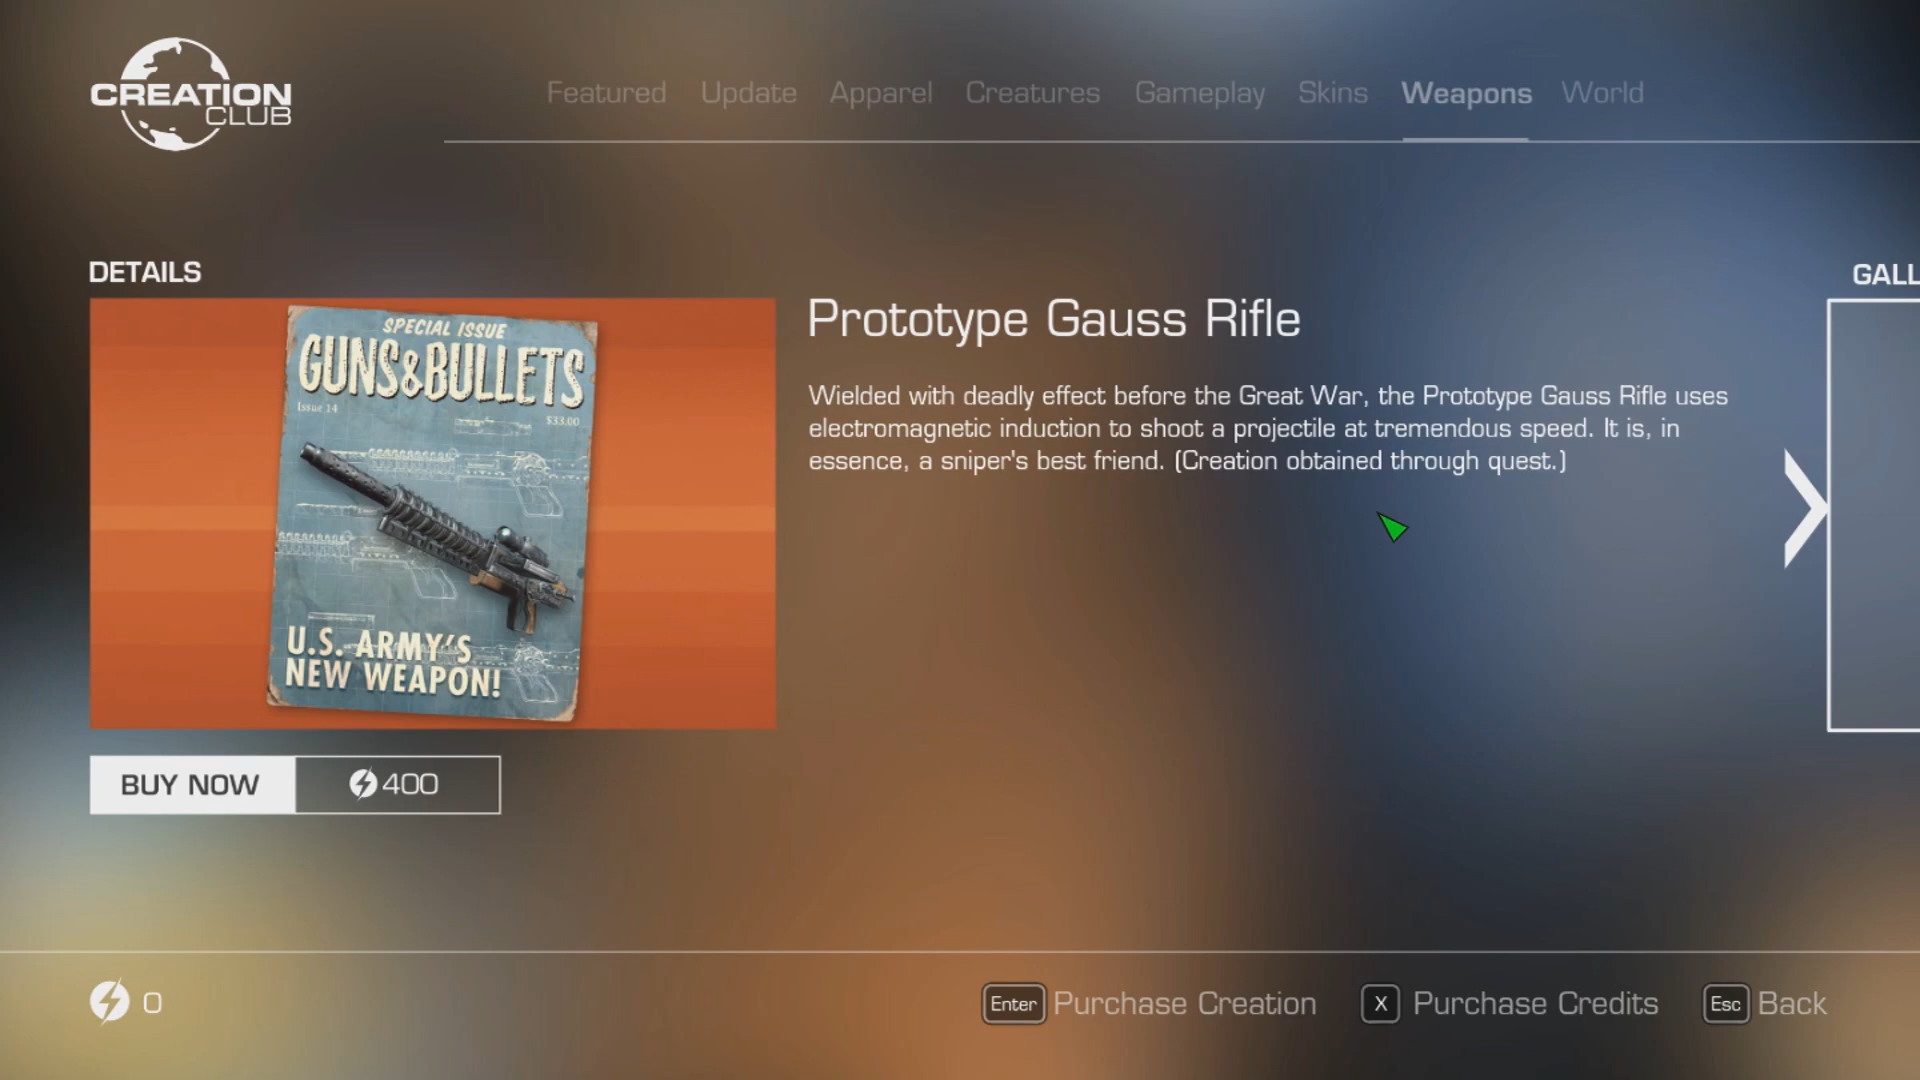 CREATION
CLUB
Featured Update Apparel Creatures Gameplay Skins Weapons World
DETAILS
GALL
SPECIAL ISSUE
GUNS&BULLETS
Issue 14
$33.00
U.S. ARMY'S
NEW WEAPON!
Prototype Gauss Rifle
Wielded with deadly effect before the Great War, the Prototype Gauss Rifle uses
electromagnetic induction to shoot a projectile at tremendous speed. It is, in
essence, a sniper's best friend. (Creation obtained through quest.)
BUY NOW 400
0
Enter Purchase Creation X Purchase Credits Esc Back